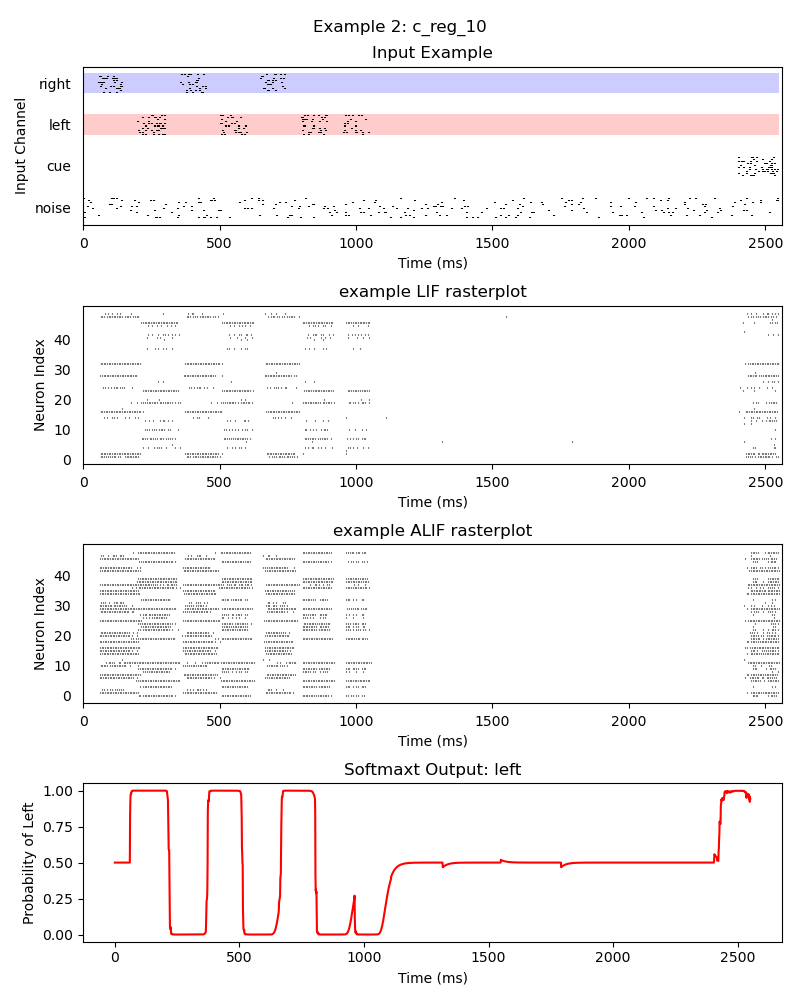 Example 2: c_reg_10
Input Example
Input Channel
right
left
cue
noise
0 500 1000 1500 2000 2500
Time (ms)
example LIF rasterplot
Neuron Index
40
30
20
10
0
0 500 1000 1500 2000 2500
Time (ms)
example ALIF rasterplot
Neuron Index
40
30
20
10
0
0 500 1000 1500 2000 2500
Time (ms)
Softmaxt Output: left
Probability of Left
1.00
0.75
0.50
0.25
0.00
0 500 1000 1500 2000 2500
Time (ms)